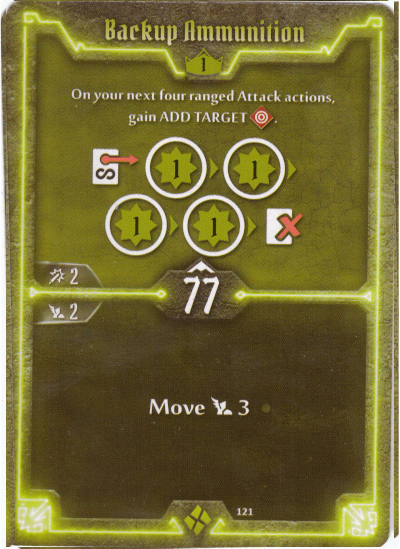 Backup Ammunition
1
On your next four ranged Attack actions,
gain ADD TARGET .
S 1 1
1 1
2
77
2
Move 3
121